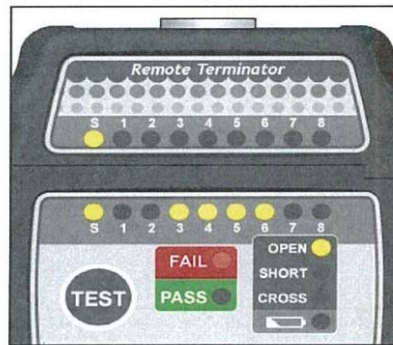 Remote Terminator
S 1 2 3 4 5 6 7 8
S 1 2 3 4 5 6 7 8
OPEN
FAIL
SHORT
TEST
PASS
CROSS